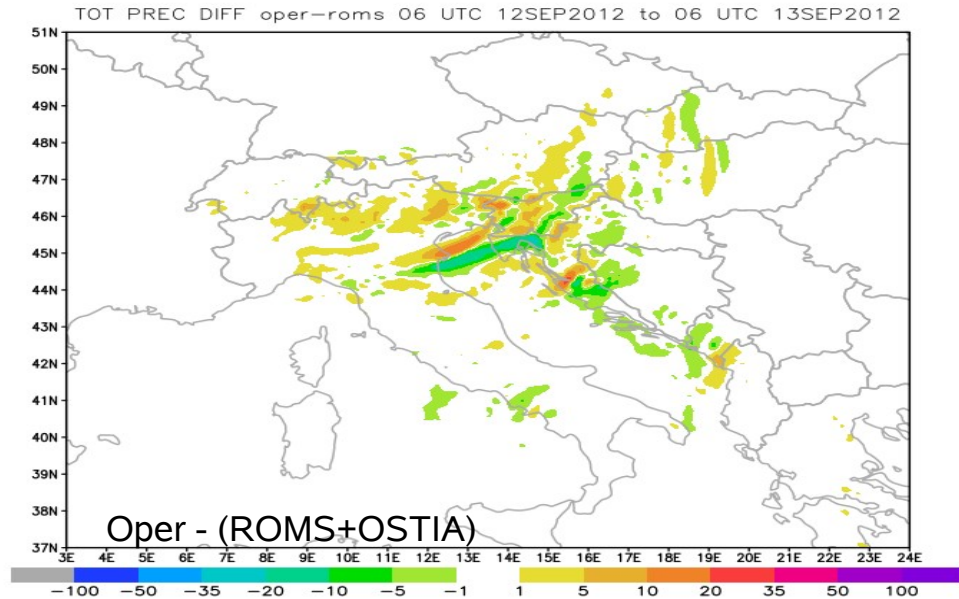 TOT PREC DIFF oper−roms 06 UTC 12SEP2012 to 06 UTC 13SEP2012
51N
50N
49N
48N
47N
46N
45N
44N
43N
42N
41N
40N
39N
38N
37N
Oper - (ROMS+OSTIA)
3E 4E 5E 6E 7E 8E 9E 10E 11E 12E 13E 14E 15E 16E 17E 18E 19E 20E 21E 22E 23E 24E
−100 −50 −35 −20 −10 −5 −1 1 5 10 20 35 50 100